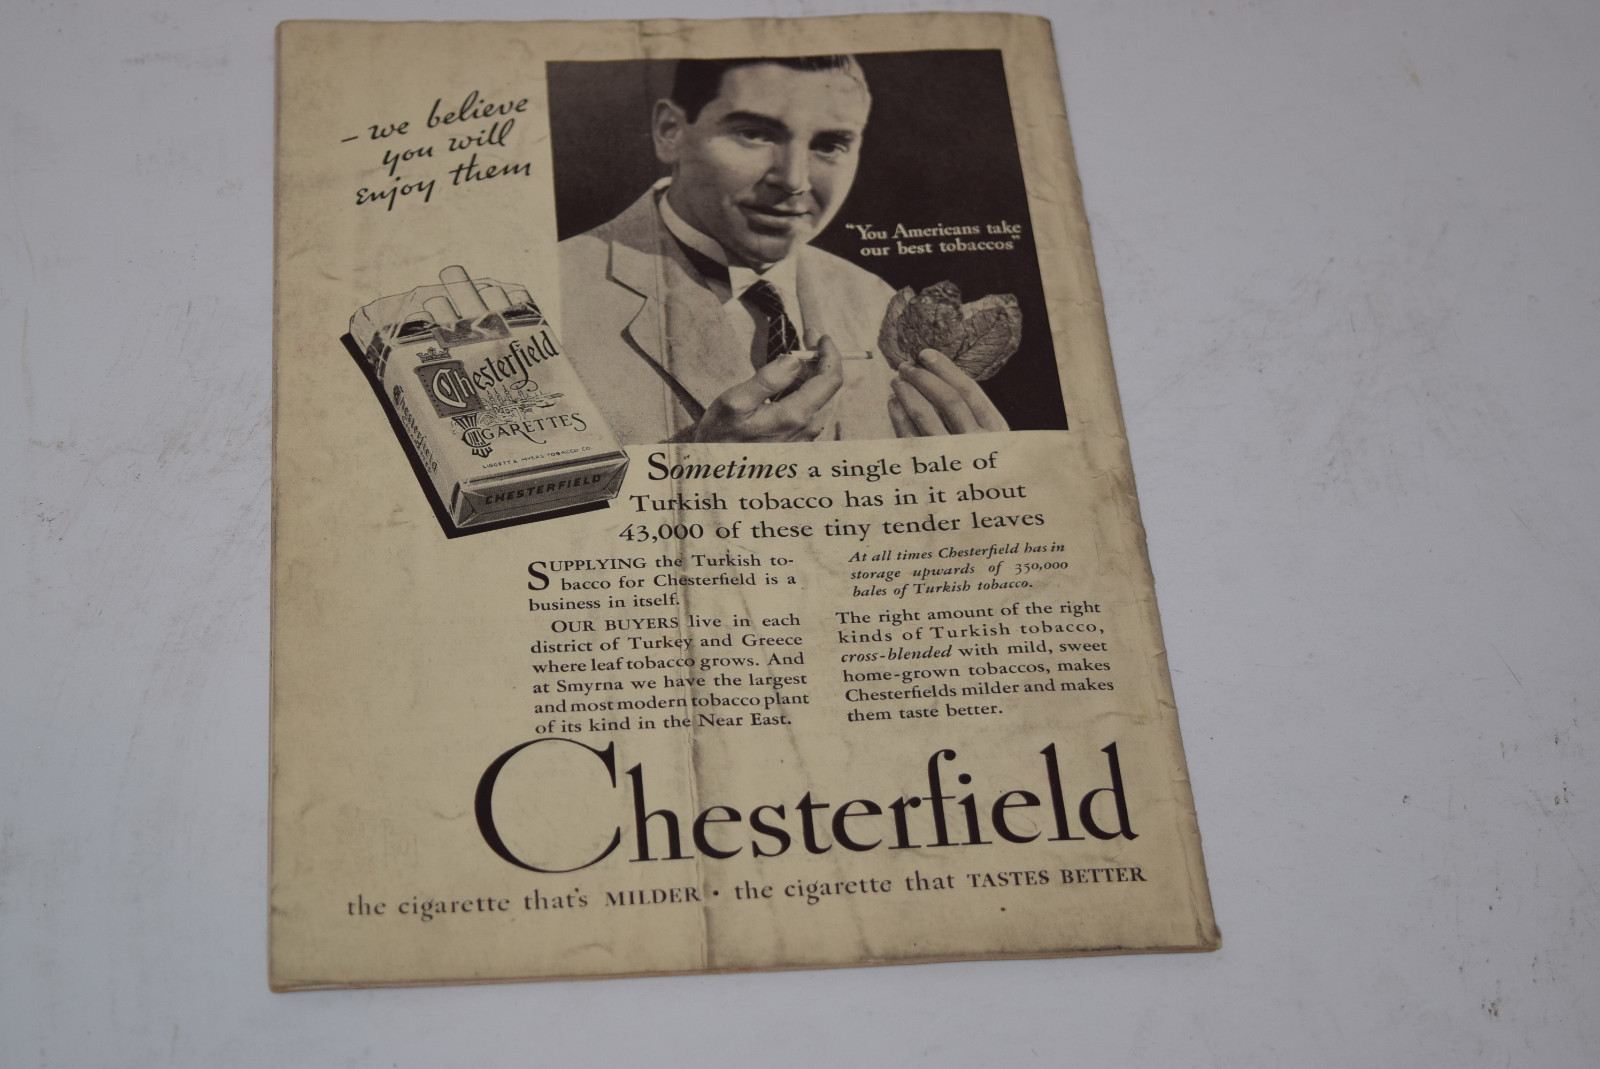 – we believe
you will
enjoy them
"You Americans take
our best tobaccos"
Chesterfield
CIGARETTES
LIGGETT & MYERS TOBACCO CO.
Chesterfield
CHESTERFIELD
Sometimes a single bale of
Turkish tobacco has in it about
43,000 of these tiny tender leaves
SUPPLYING the Turkish to-
bacco for Chesterfield is a
business in itself.
OUR BUYERS live in each
district of Turkey and Greece
where leaf tobacco grows. And
at Smyrna we have the largest
and most modern tobacco plant
of its kind in the Near East.
At all times Chesterfield has in
storage upwards of 350,000
bales of Turkish tobacco.
The right amount of the right
kinds of Turkish tobacco,
cross-blended with mild, sweet
home-grown tobaccos, makes
Chesterfields milder and makes
them taste better.
Chesterfield
the cigarette that's MILDER • the cigarette that TASTES BETTER